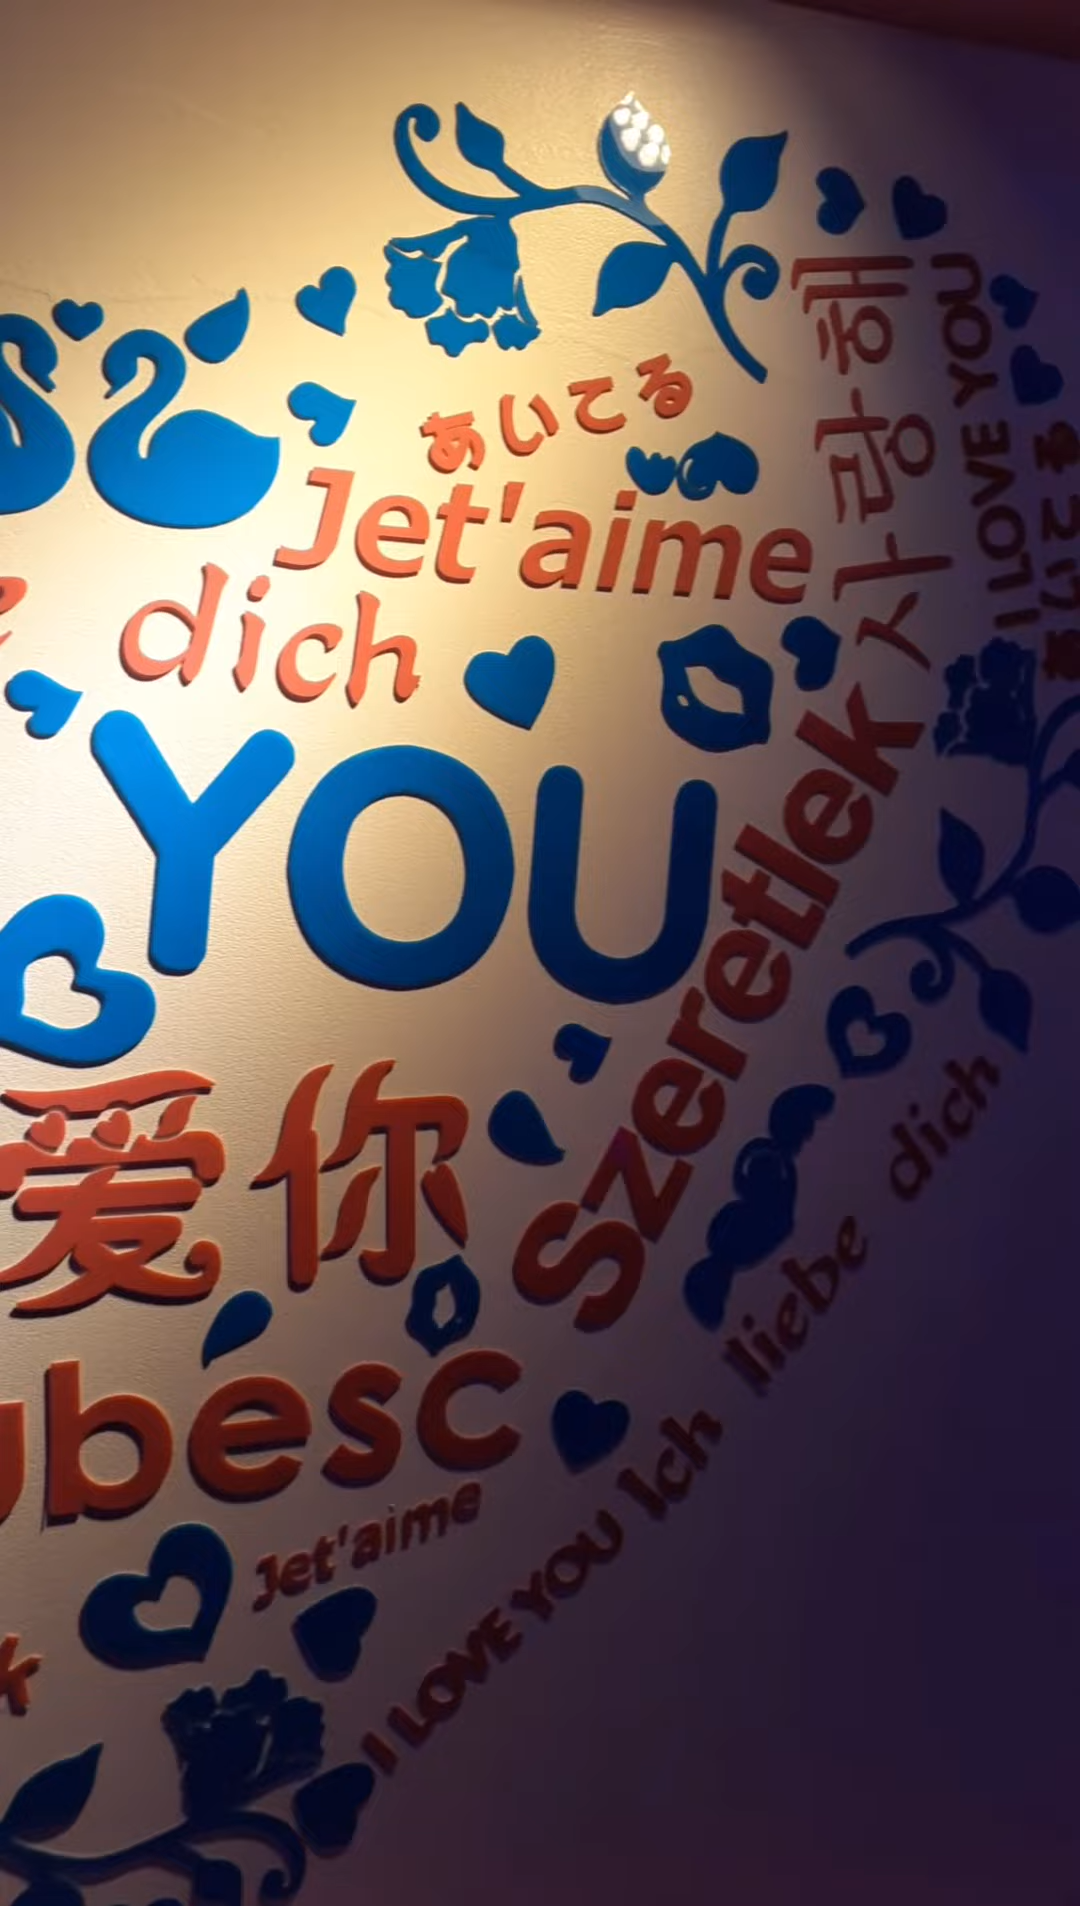 あいてる
Jet'aime
dich
YOU
爱你
ubesc
Jet'aime
Szeretlek
사랑해
I LOVE YOU
I LOVE YOU Ich liebe dich
k